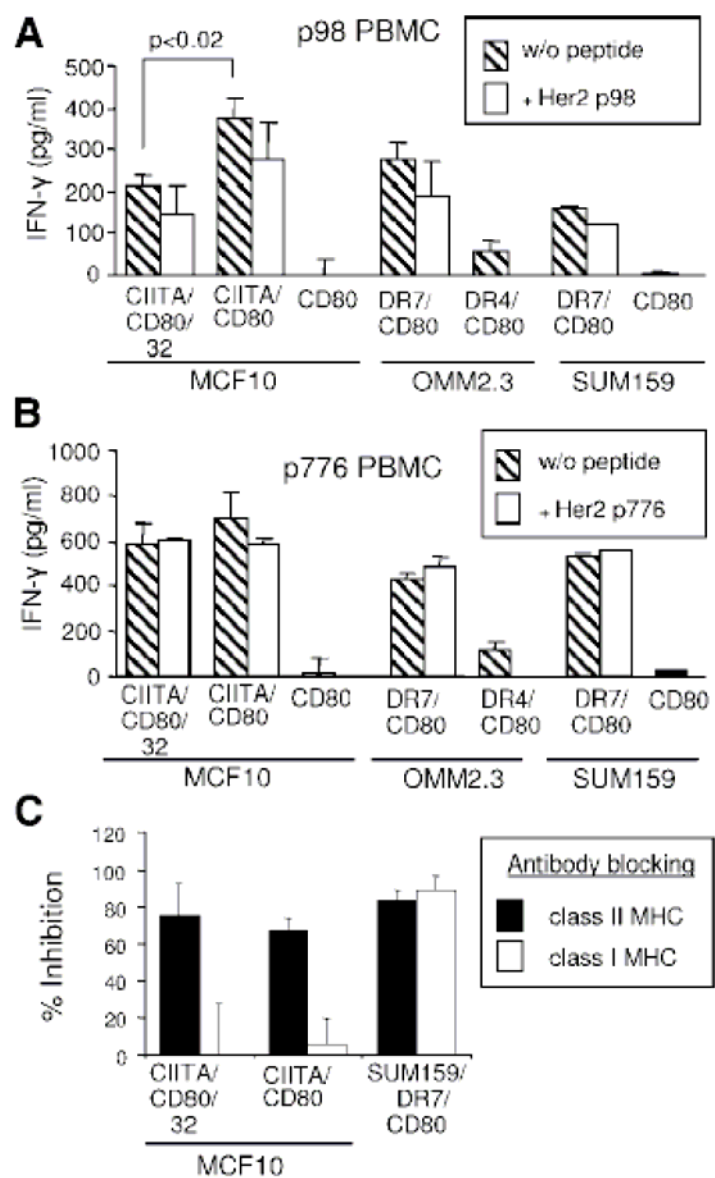 A
p<0.02
p98 PBMC
w/o peptide
+ Her2 p98
IFN-γ (pg/ml)
500
400
300
200
100
0
CIITA/
CD80/
32
CIITA/
CD80
CD80
DR7/
CD80
DR4/
CD80
DR7/
CD80
CD80
MCF10
OMM2.3
SUM159
B
p776 PBMC
w/o peptide
+ Her2 p776
IFN-γ (pg/ml)
1000
800
600
400
200
0
CIITA/
CD80/
32
CIITA/
CD80
CD80
DR7/
CD80
DR4/
CD80
DR7/
CD80
CD80
MCF10
OMM2.3
SUM159
C
Antibody blocking
class II MHC
class I MHC
% Inhibition
120
100
80
60
40
20
0
CIITA/
CD80/
32
CIITA/
CD80
SUM159/
DR7/
CD80
MCF10